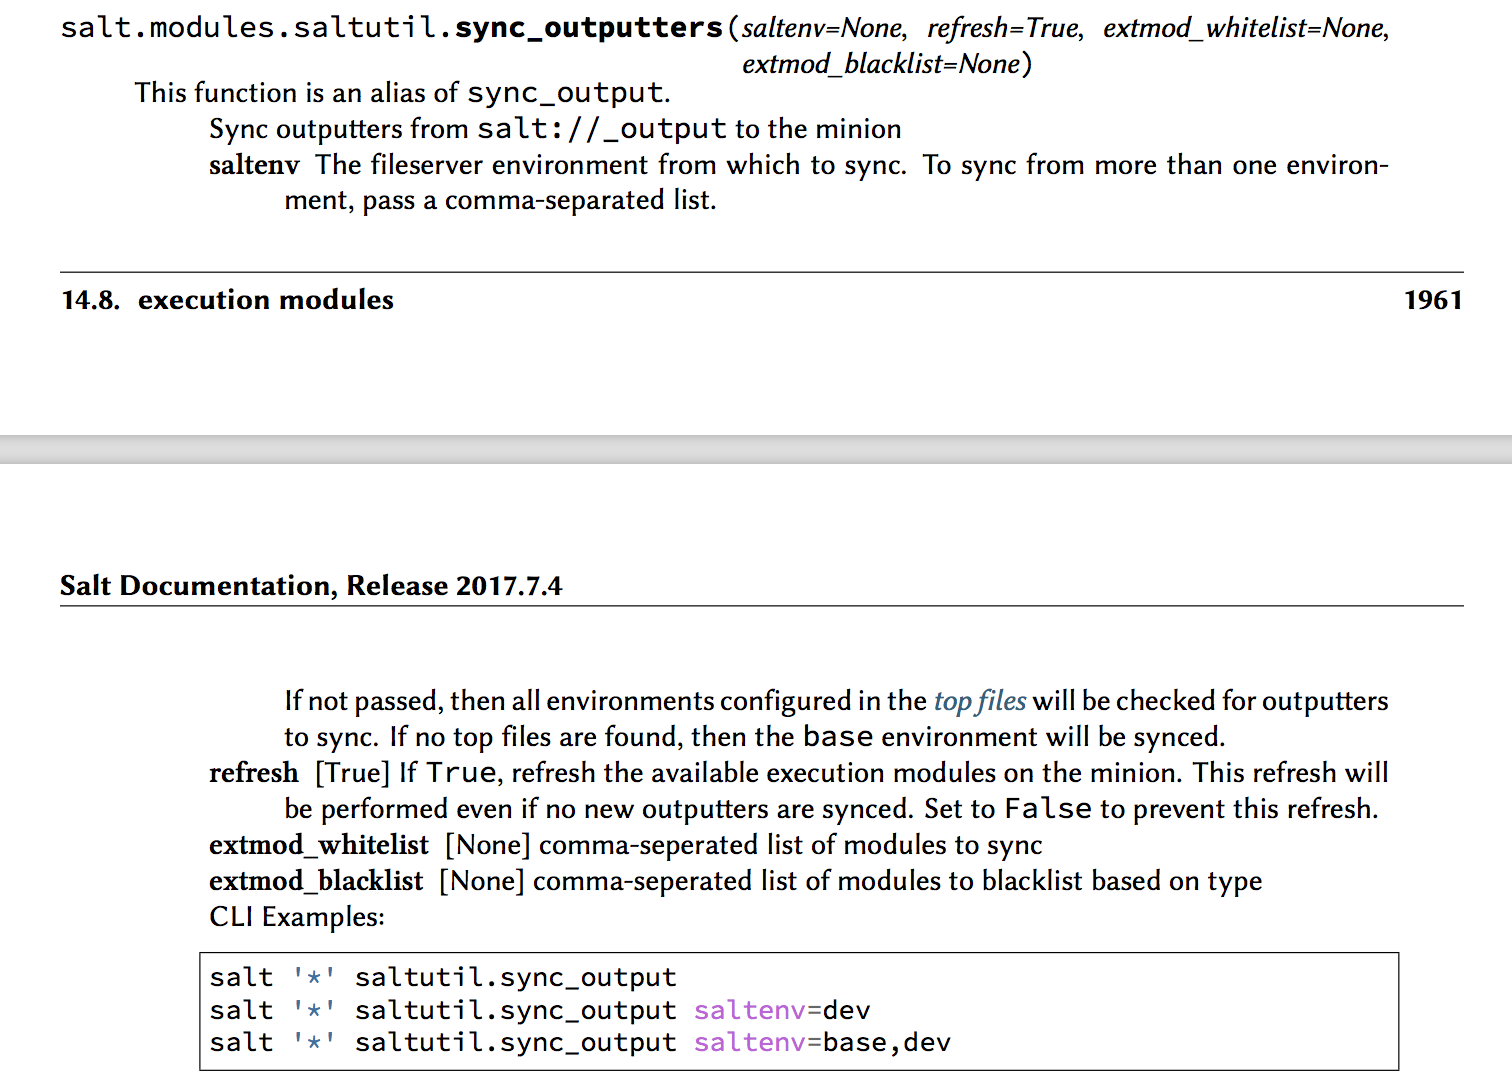 salt.modules.saltutil.sync_outputters(saltenv=None, refresh=True, extmod_whitelist=None,
extmod_blacklist=None)
This function is an alias of sync_output.
Sync outputters from salt://_output to the minion
saltenv The fileserver environment from which to sync. To sync from more than one environ-
ment, pass a comma-separated list.
14.8. execution modules 1961
Salt Documentation, Release 2017.7.4
If not passed, then all environments configured in the top files will be checked for outputters
to sync. If no top files are found, then the base environment will be synced.
refresh [True] If True, refresh the available execution modules on the minion. This refresh will
be performed even if no new outputters are synced. Set to False to prevent this refresh.
extmod_whitelist [None] comma-seperated list of modules to sync
extmod_blacklist [None] comma-seperated list of modules to blacklist based on type
CLI Examples:
salt '*' saltutil.sync_output
salt '*' saltutil.sync_output saltenv=dev
salt '*' saltutil.sync_output saltenv=base,dev